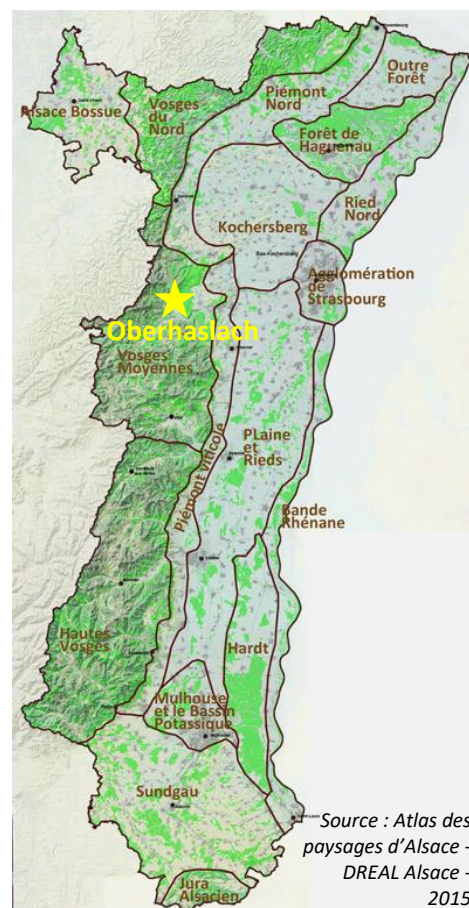 Outre
Forêt
Piémont
Nord
Alsace Bossue
Vosges
du
Nord
Forêt de
Haguenau
Ried
Nord
Kochersberg
Agglomération
de
Strasbourg
Oberhaslach
Vosges
Moyennes
PLaine
et
Rieds
Piémont viticole
Bande
Rhénane
Hautes
Vosges
Hardt
Mulhouse
et le Bassin
Potassique
Sundgau
Jura
Alsacien
Source : Atlas des
paysages d'Alsace -
DREAL Alsace -
2015